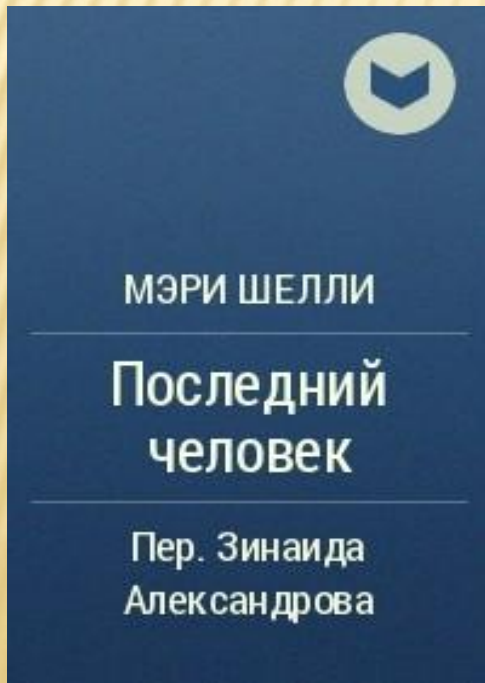 МЭРИ ШЕЛЛИ
Последний
человек
Пер. Зинаида
Александрова